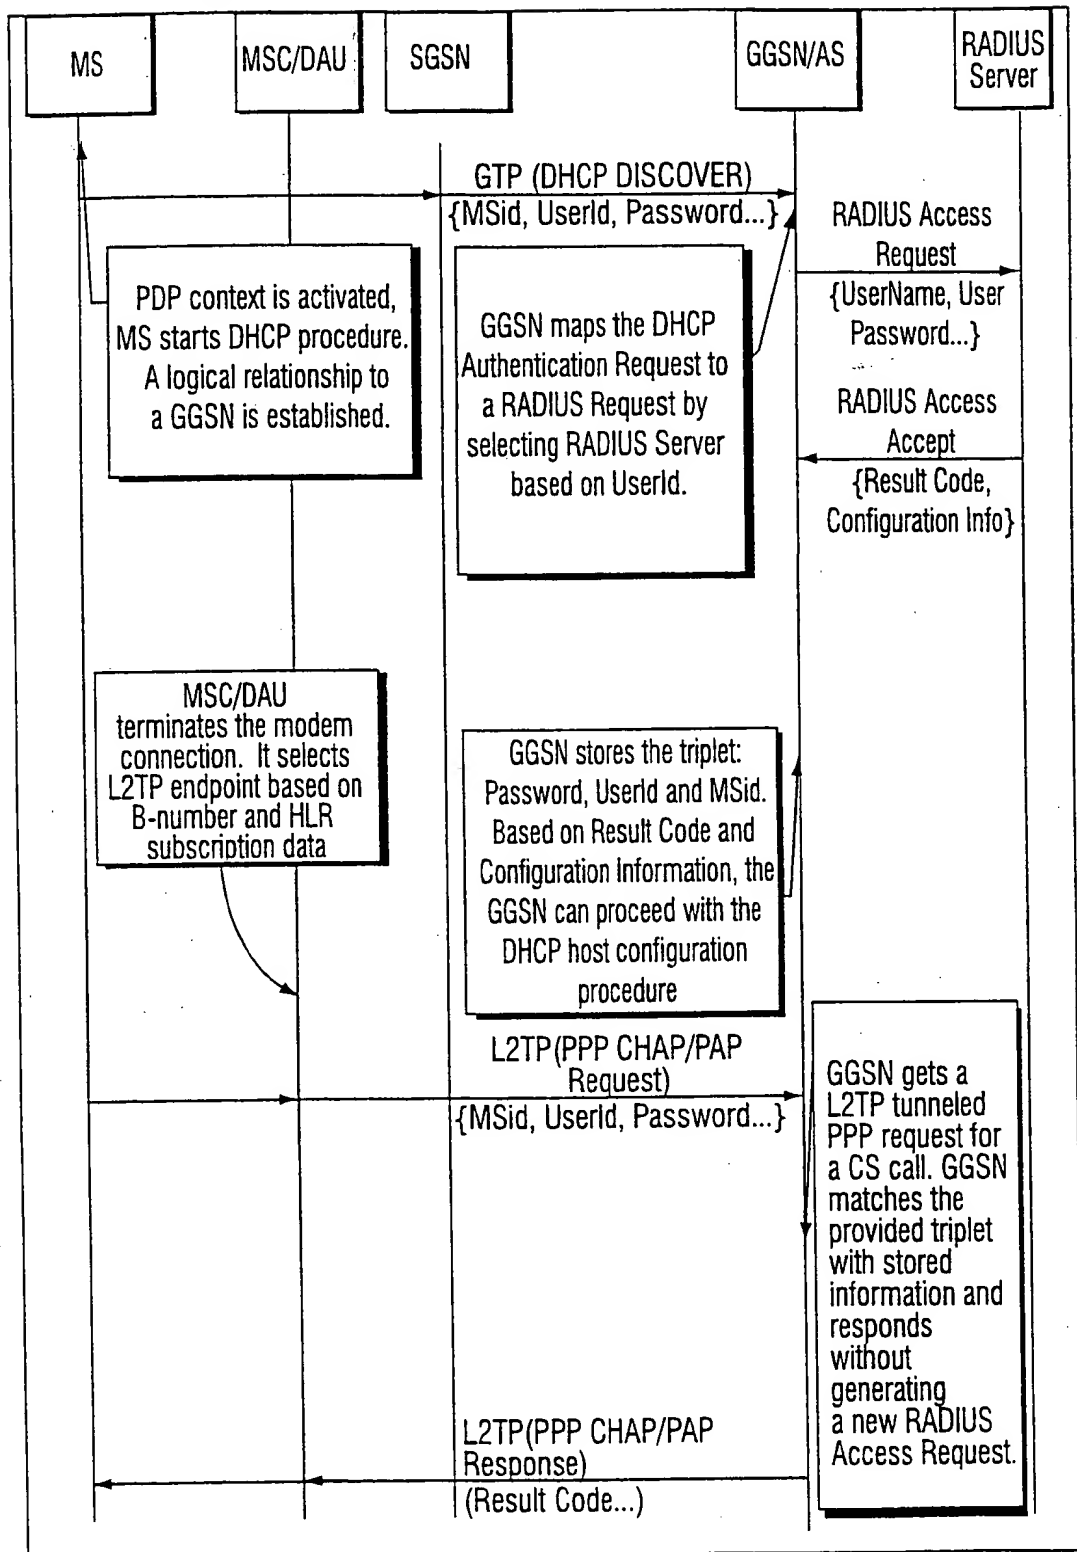 MS
MSC/DAU
SGSN
GGSN/AS
RADIUS
Server
GTP (DHCP DISCOVER)
{MSid, UserId, Password...}
RADIUS Access
Request
{UserName, User
Password...}
PDP context is activated,
MS starts DHCP procedure.
A logical relationship to
a GGSN is established.
GGSN maps the DHCP
Authentication Request to
a RADIUS Request by
selecting RADIUS Server
based on UserId.
RADIUS Access
Accept
{Result Code,
Configuration Info}
MSC/DAU
terminates the modem
connection. It selects
L2TP endpoint based on
B-number and HLR
subscription data
GGSN stores the triplet:
Password, UserId and MSid.
Based on Result Code and
Configuration Information, the
GGSN can proceed with the
DHCP host configuration
procedure
L2TP(PPP CHAP/PAP
Request)
{MSid, UserId, Password...}
GGSN gets a
L2TP tunneled
PPP request for
a CS call. GGSN
matches the
provided triplet
with stored
information and
responds
without
generating
a new RADIUS
Access Request.
L2TP(PPP CHAP/PAP
Response)
(Result Code...)